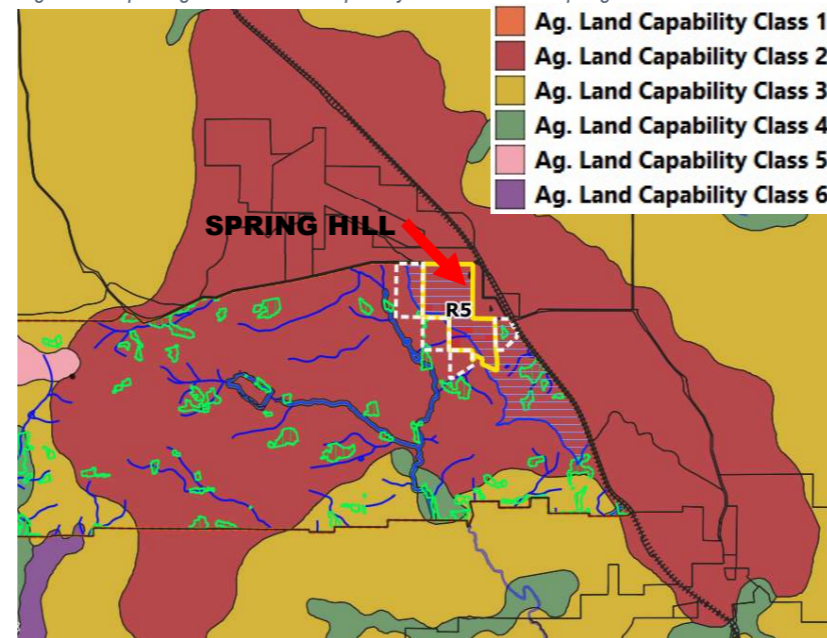 Ag. Land Capability Class 1
Ag. Land Capability Class 2
Ag. Land Capability Class 3
Ag. Land Capability Class 4
Ag. Land Capability Class 5
Ag. Land Capability Class 6
SPRING HILL
R5